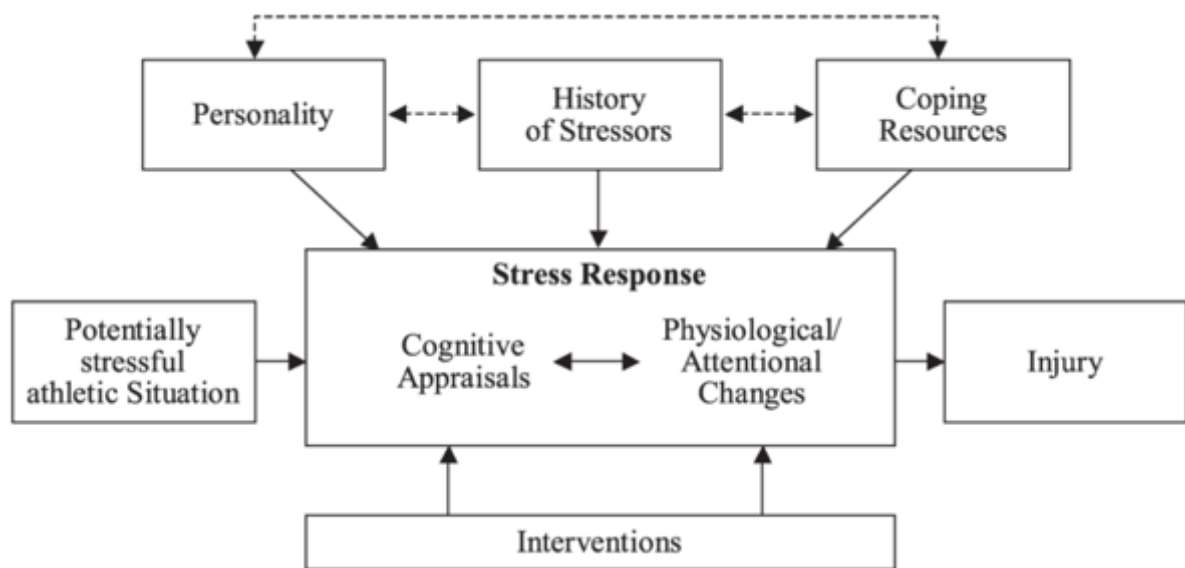 Personality
History
of Stressors
Coping
Resources
Stress Response
Potentially
stressful
athletic Situation
Cognitive
Appraisals
Physiological/
Attentional
Changes
Injury
Interventions